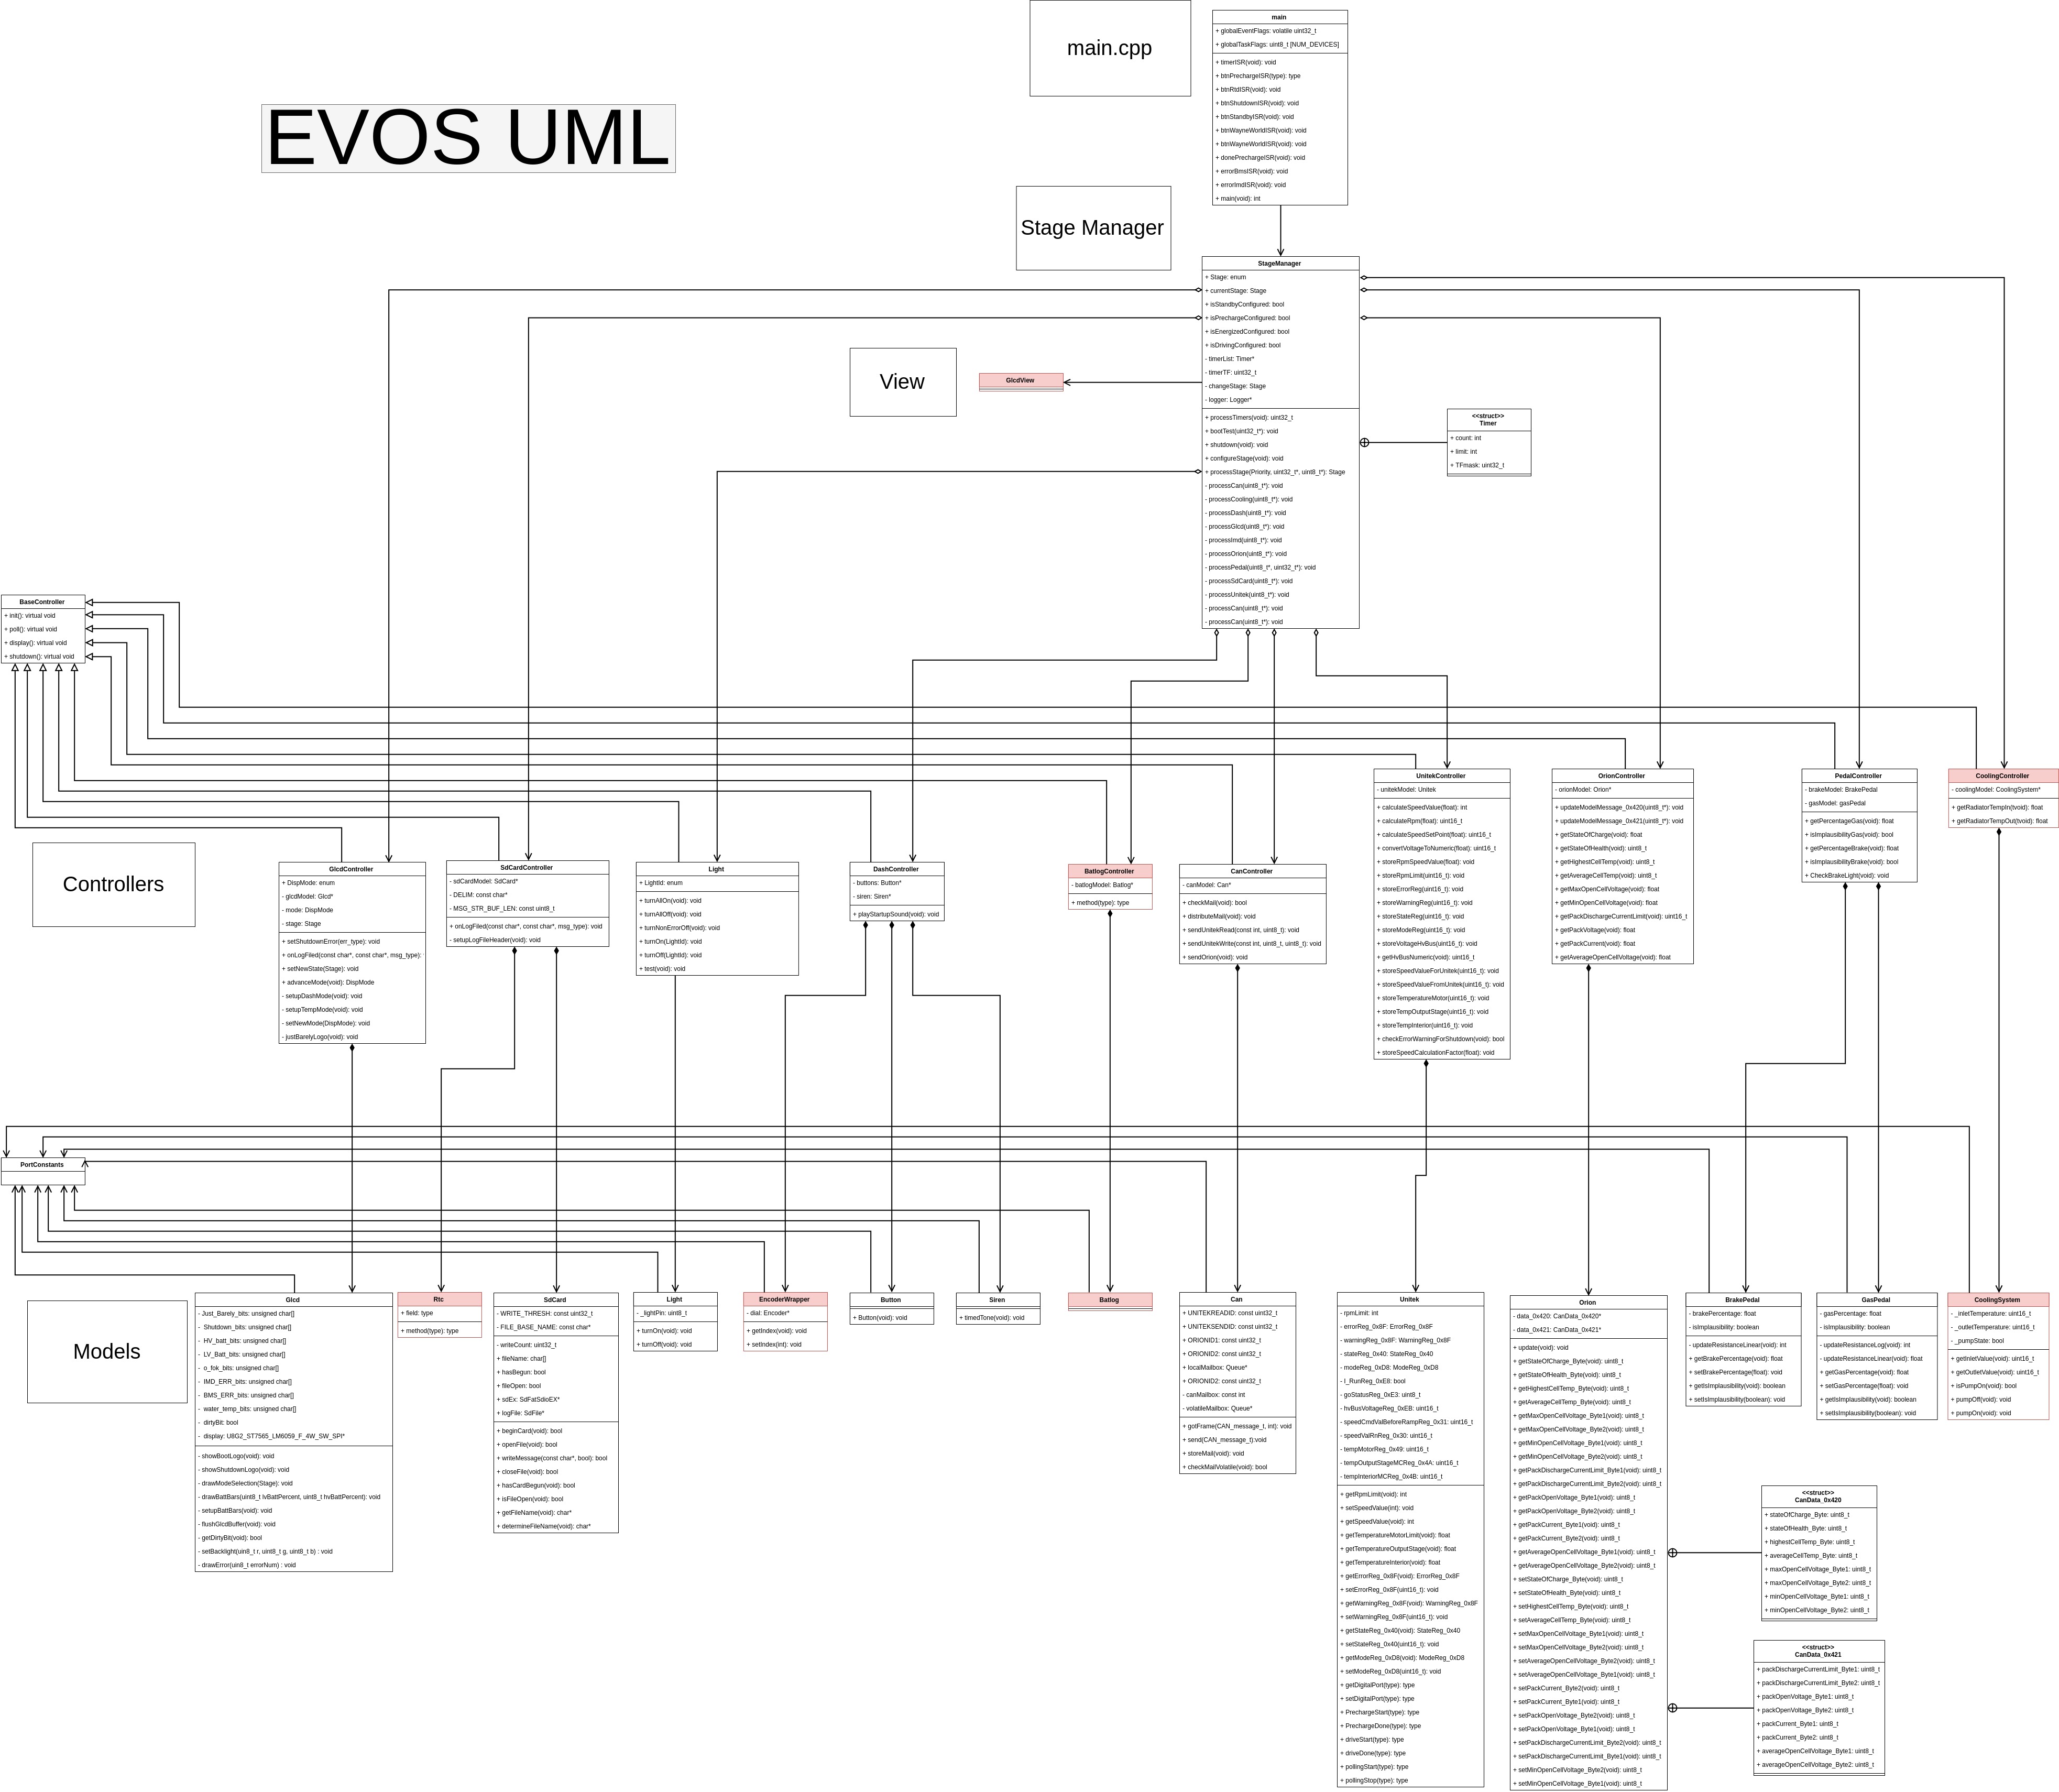 main.cpp
main
+ globalEventFlags: volatile uint32_t
+ globalTaskFlags: uint8_t [NUM_DEVICES]
+ timerISR(void): void
+ btnPrechargeISR(type): type
+ btnRtdISR(void): void
+ btnShutdownISR(void): void
+ btnStandbyISR(void): void
+ btnWayneWorldISR(void): void
+ btnWayneWorldISR(void): void
+ donePrechargeISR(void): void
+ errorBmsISR(void): void
+ errorImdISR(void): void
+ main(void): int
EVOS UML
Stage Manager
StageManager
+ Stage: enum
+ currentStage: Stage
+ isStandbyConfigured: bool
+ isPrechargeConfigured: bool
+ isEnergizedConfigured: bool
+ isDrivingConfigured: bool
- timerList: Timer*
- timerTF: uint32_t
- changeStage: Stage
- logger: Logger*
+ processTimers(void): uint32_t
+ bootTest(uint32_t*): void
+ shutdown(void): void
+ configureStage(void): void
+ processStage(Priority, uint32_t*, uint8_t*): Stage
- processCan(uint8_t*): void
- processCooling(uint8_t*): void
- processDash(uint8_t*): void
- processGlcd(uint8_t*): void
- processImd(uint8_t*): void
- processOrion(uint8_t*): void
- processPedal(uint8_t*, uint32_t*): void
- processSdCard(uint8_t*): void
- processUnitek(uint8_t*): void
- processCan(uint8_t*): void
- processCan(uint8_t*): void
View
GlcdView
<<struct>>
Timer
+ count: int
+ limit: int
+ TFmask: uint32_t
BaseController
+ init(): virtual void
+ poll(): virtual void
+ display(): virtual void
+ shutdown(): virtual void
Controllers
GlcdController
+ DispMode: enum
- glcdModel: Glcd*
- mode: DispMode
- stage: Stage
+ setShutdownError(err_type): void
+ onLogFiled(const char*, const char*, msg_type):
+ setNewState(Stage): void
+ advanceMode(void): DispMode
- setupDashMode(void): void
- setupTempMode(void): void
- setNewMode(DispMode): void
- justBarelyLogo(void): void
SdCardController
- sdCardModel: SdCard*
- DELIM: const char*
- MSG_STR_BUF_LEN: const uint8_t
+ onLogFiled(const char*, const char*, msg_type): void
- setupLogFileHeader(void): void
Light
+ LightId: enum
+ turnAllOn(void): void
+ turnAllOff(void): void
+ turnNonErrorOff(void): void
+ turnOn(LightId): void
+ turnOff(LightId): void
+ test(void): void
DashController
- buttons: Button*
- siren: Siren*
+ playStartupSound(void): void
BatlogController
- batlogModel: Batlog*
+ method(type): type
CanController
- canModel: Can*
+ checkMail(void): bool
+ distributeMail(void): void
+ sendUnitekRead(const int, uint8_t): void
+ sendUnitekWrite(const int, uint8_t, uint8_t): void
+ sendOrion(void): void
UnitekController
- unitekModel: Unitek
+ calculateSpeedValue(float): int
+ calculateRpm(float): uint16_t
+ calculateSpeedSetPoint(float): uint16_t
+ convertVoltageToNumeric(float): uint16_t
+ storeRpmSpeedValue(float): void
+ storeRpmLimit(uint16_t): void
+ storeErrorReg(uint16_t): void
+ storeWarningReg(uint16_t): void
+ storeStateReg(uint16_t): void
+ storeModeReg(uint16_t): void
+ storeVoltageHvBus(uint16_t): void
+ getHvBusNumeric(void): uint16_t
+ storeSpeedValueForUnitek(uint16_t): void
+ storeSpeedValueFromUnitek(uint16_t): void
+ storeTemperatureMotor(uint16_t): void
+ storeTempOutputStage(uint16_t): void
+ storeTempInterior(uint16_t): void
+ checkErrorWarningForShutdown(void): bool
+ storeSpeedCalculationFactor(float): void
OrionController
- orionModel: Orion*
+ updateModelMessage_0x420(uint8_t*): void
+ updateModelMessage_0x421(uint8_t*): void
+ getStateOfCharge(void): float
+ getStateOfHealth(void): uint8_t
+ getHighestCellTemp(void): uint8_t
+ getAverageCellTemp(void): uint8_t
+ getMaxOpenCellVoltage(void): float
+ getMinOpenCellVoltage(void): float
+ getPackDischargeCurrentLimit(void): uint16_t
+ getPackVoltage(void): float
+ getPackCurrent(void): float
+ getAverageOpenCellVoltage(void): float
PedalController
- brakeModel: BrakePedal
- gasModel: gasPedal
+ getPercentageGas(void): float
+ isImplausibilityGas(void): bool
+ getPercentageBrake(void): float
+ isImplausibilityBrake(void): bool
+ CheckBrakeLight(void): void
CoolingController
- coolingModel: CoolingSystem*
+ getRadiatorTempIn(tvoid): float
+ getRadiatorTempOut(tvoid): float
PortConstants
Models
Glcd
- Just_Barely_bits: unsigned char[]
-  Shutdown_bits: unsigned char[]
-  HV_batt_bits: unsigned char[]
-  LV_Batt_bits: unsigned char[]
-  o_fok_bits: unsigned char[]
-  IMD_ERR_bits: unsigned char[]
-  BMS_ERR_bits: unsigned char[]
-  water_temp_bits: unsigned char[]
-  dirtyBit: bool
-  display: U8G2_ST7565_LM6059_F_4W_SW_SPI*
- showBootLogo(void): void
- showShutdownLogo(void): void
- drawModeSelection(Stage): void
- drawBattBars(uint8_t lvBattPercent, uint8_t hvBattPercent): void
- setupBattBars(void): void
- flushGlcdBuffer(void): void
- getDirtyBit(void): bool
- setBacklight(uin8_t r, uint8_t g, uint8_t b) : void
- drawError(uin8_t errorNum) : void
Rtc
+ field: type
+ method(type): type
SdCard
- WRITE_THRESH: const uint32_t
- FILE_BASE_NAME: const char*
- writeCount: uint32_t
+ fileName: char[]
+ hasBegun: bool
+ fileOpen: bool
+ sdEx: SdFatSdioEX*
+ logFile: SdFile*
+ beginCard(void): bool
+ openFile(void): bool
+ writeMessage(const char*, bool): bool
+ closeFile(void): bool
+ hasCardBegun(void): bool
+ isFileOpen(void): bool
+ getFileName(void): char*
+ determineFileName(void): char*
Light
- _lightPin: uint8_t
+ turnOn(void): void
+ turnOff(void): void
EncoderWrapper
- dial: Encoder*
+ getIndex(void): void
+ setIndex(int): void
Button
+ Button(void): void
Siren
+ timedTone(void): void
Batlog
Can
+ UNITEKREADID: const uint32_t
+ UNITEKSENDID: const uint32_t
+ ORIONID1: const uint32_t
+ ORIONID2: const uint32_t
+ localMailbox: Queue*
+ ORIONID2: const uint32_t
- canMailbox: const int
- volatileMailbox: Queue*
+ gotFrame(CAN_message_t, int): void
+ send(CAN_message_t):void
+ storeMail(void): void
+ checkMailVolatile(void): bool
Unitek
- rpmLimit: int
- errorReg_0x8F: ErrorReg_0x8F
- warningReg_0x8F: WarningReg_0x8F
- stateReg_0x40: StateReg_0x40
- modeReg_0xD8: ModeReg_0xD8
- I_RunReg_0xE8: bool
- goStatusReg_0xE3: uint8_t
- hvBusVoltageReg_0xEB: uint16_t
- speedCmdValBeforeRampReg_0x31: uint16_t
- speedValRnReg_0x30: uint16_t
- tempMotorReg_0x49: uint16_t
- tempOutputStageMCReg_0x4A: uint16_t
- tempInteriorMCReg_0x4B: uint16_t
+ getRpmLimit(void): int
+ setSpeedValue(int): void
+ getSpeedValue(void): int
+ getTemperatureMotorLimit(void): float
+ getTemperatureOutputStage(void): float
+ getTemperatureInterior(void): float
+ getErrorReg_0x8F(void): ErrorReg_0x8F
+ setErrorReg_0x8F(uint16_t): void
+ getWarningReg_0x8F(void): WarningReg_0x8F
+ setWarningReg_0x8F(uint16_t): void
+ getStateReg_0x40(void): StateReg_0x40
+ setStateReg_0x40(uint16_t): void
+ getModeReg_0xD8(void): ModeReg_0xD8
+ setModeReg_0xD8(uint16_t): void
+ getDigitalPort(type): type
+ setDigitalPort(type): type
+ PrechargeStart(type): type
+ PrechargeDone(type): type
+ driveStart(type): type
+ driveDone(type): type
+ pollingStart(type): type
+ pollingStop(type): type
Orion
- data_0x420: CanData_0x420*
- data_0x421: CanData_0x421*
+ update(void): void
+ getStateOfCharge_Byte(void): uint8_t
+ getStateOfHealth_Byte(void): uint8_t
+ getHighestCellTemp_Byte(void): uint8_t
+ getAverageCellTemp_Byte(void): uint8_t
+ getMaxOpenCellVoltage_Byte1(void): uint8_t
+ getMaxOpenCellVoltage_Byte2(void): uint8_t
+ getMinOpenCellVoltage_Byte1(void): uint8_t
+ getMinOpenCellVoltage_Byte2(void): uint8_t
+ getPackDischargeCurrentLimit_Byte1(void): uint8_t
+ getPackDischargeCurrentLimit_Byte2(void): uint8_t
+ getPackOpenVoltage_Byte1(void): uint8_t
+ getPackOpenVoltage_Byte2(void): uint8_t
+ getPackCurrent_Byte1(void): uint8_t
+ getPackCurrent_Byte2(void): uint8_t
+ getAverageOpenCellVoltage_Byte1(void): uint8_t
+ getAverageOpenCellVoltage_Byte2(void): uint8_t
+ setStateOfCharge_Byte(void): uint8_t
+ setStateOfHealth_Byte(void): uint8_t
+ setHighestCellTemp_Byte(void): uint8_t
+ setAverageCellTemp_Byte(void): uint8_t
+ setMaxOpenCellVoltage_Byte1(void): uint8_t
+ setMaxOpenCellVoltage_Byte2(void): uint8_t
+ setAverageOpenCellVoltage_Byte2(void): uint8_t
+ setAverageOpenCellVoltage_Byte1(void): uint8_t
+ setPackCurrent_Byte2(void): uint8_t
+ setPackCurrent_Byte1(void): uint8_t
+ setPackOpenVoltage_Byte2(void): uint8_t
+ setPackOpenVoltage_Byte1(void): uint8_t
+ setPackDischargeCurrentLimit_Byte2(void): uint8_t
+ setPackDischargeCurrentLimit_Byte1(void): uint8_t
+ setMinOpenCellVoltage_Byte2(void): uint8_t
+ setMinOpenCellVoltage_Byte1(void): uint8_t
BrakePedal
- brakePercentage: float
- isImplausibility: boolean
- updateResistanceLinear(void): int
+ getBrakePercentage(void): float
+ setBrakePercentage(float): void
+ getIsImplausibility(void): boolean
+ setIsImplausibility(boolean): void
GasPedal
- gasPercentage: float
- isImplausibility: boolean
- updateResistanceLog(void): int
- updateResistanceLinear(void): float
+ getGasPercentage(void): float
+ setGasPercentage(float): void
+ getIsImplausibility(void): boolean
+ setIsImplausibility(boolean): void
CoolingSystem
- _inletTemperature: uint16_t
- _outletTemperature: uint16_t
- _pumpState: bool
+ getInletValue(void): uint16_t
+ getOutletValue(void): uint16_t
+ isPumpOn(void): bool
+ pumpOff(void): void
+ pumpOn(void): void
<<struct>>
CanData_0x420
+ stateOfCharge_Byte: uint8_t
+ stateOfHealth_Byte: uint8_t
+ highestCellTemp_Byte: uint8_t
+ averageCellTemp_Byte: uint8_t
+ maxOpenCellVoltage_Byte1: uint8_t
+ maxOpenCellVoltage_Byte2: uint8_t
+ minOpenCellVoltage_Byte1: uint8_t
+ minOpenCellVoltage_Byte2: uint8_t
<<struct>>
CanData_0x421
+ packDischargeCurrentLimit_Byte1: uint8_t
+ packDischargeCurrentLimit_Byte2: uint8_t
+ packOpenVoltage_Byte1: uint8_t
+ packOpenVoltage_Byte2: uint8_t
+ packCurrent_Byte1: uint8_t
+ packCurrent_Byte2: uint8_t
+ averageOpenCellVoltage_Byte1: uint8_t
+ averageOpenCellVoltage_Byte2: uint8_t